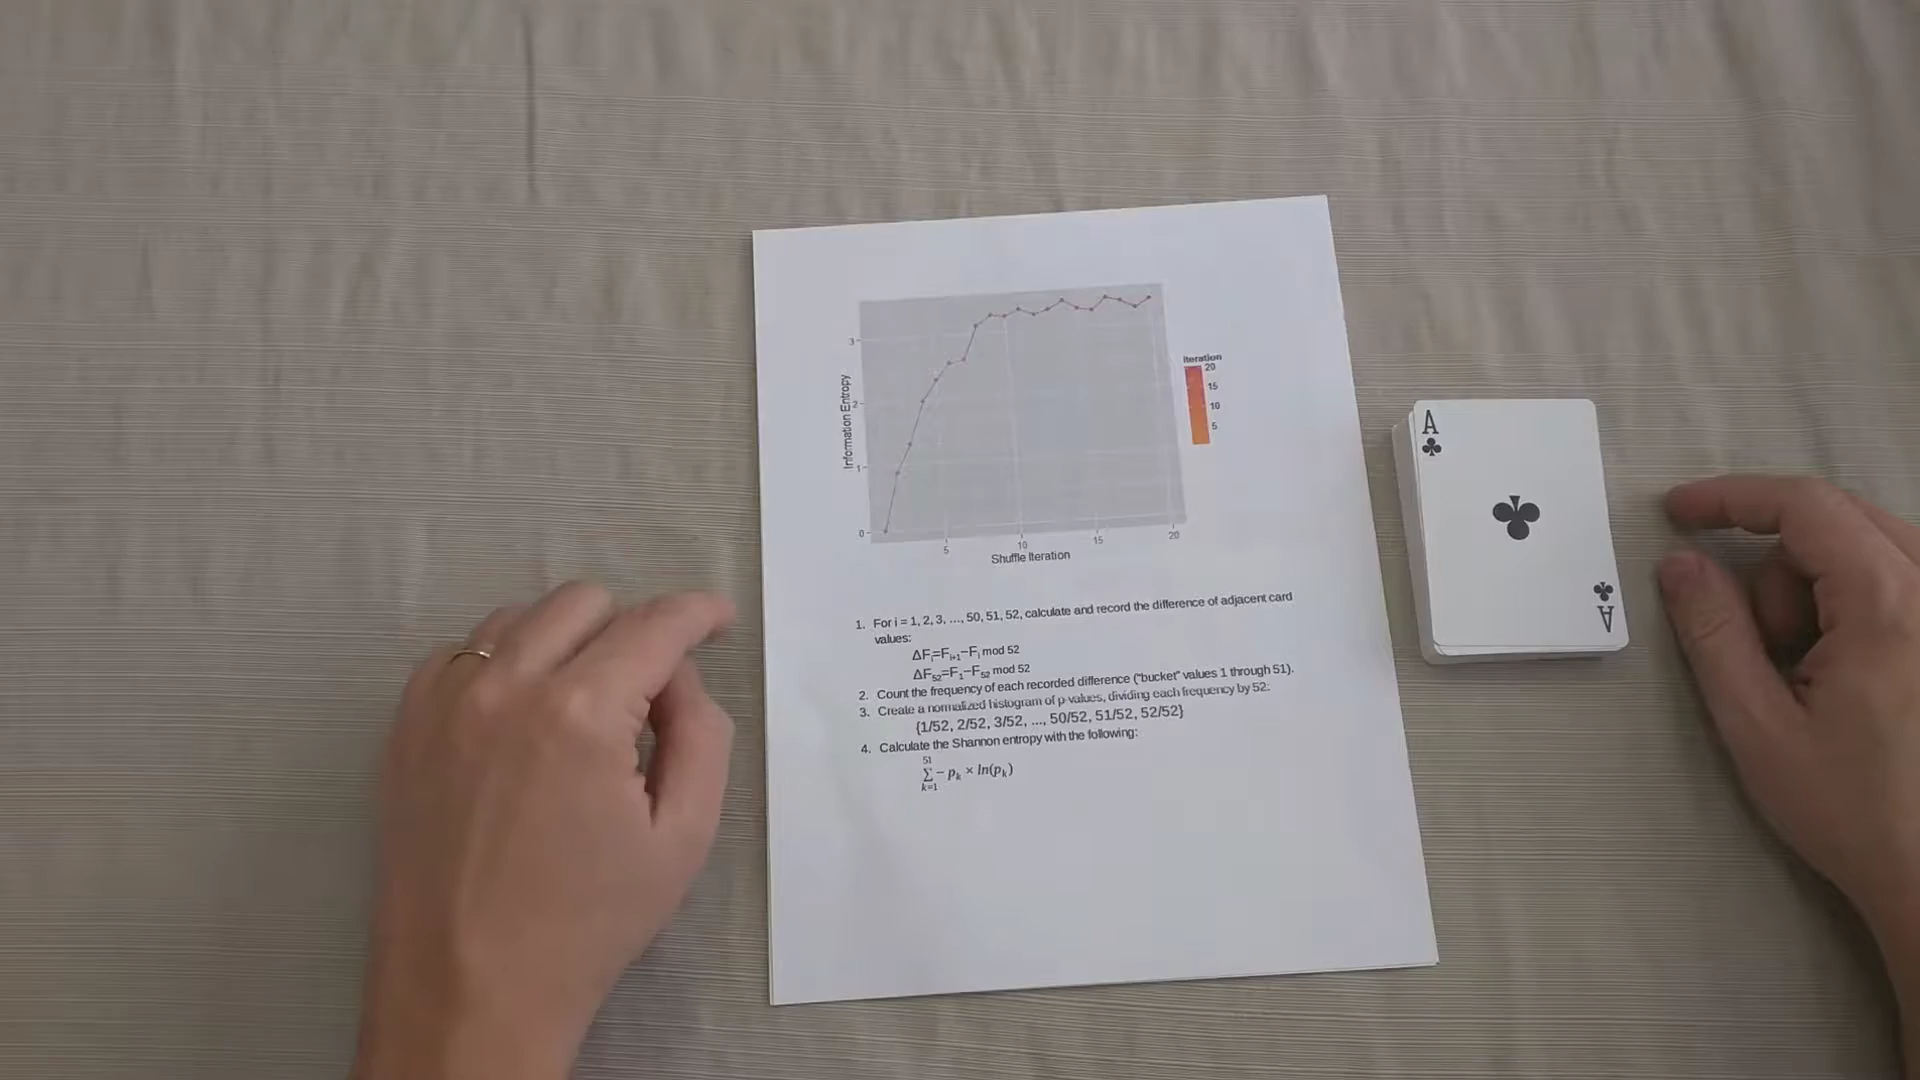 3
2
1
0
Information Entropy
5
10
15
20
Shuffle Iteration
iteration
20
15
10
5
1. For i = 1, 2, 3, ..., 50, 51, 52, calculate and record the difference of adjacent card
values:
ΔFᵢ=Fᵢ₊₁−Fᵢ mod 52
ΔF₅₂=F₁−F₅₂ mod 52
2. Count the frequency of each recorded difference ("bucket" values 1 through 51).
3. Create a normalized histogram of p-values, dividing each frequency by 52:
{1/52, 2/52, 3/52, ..., 50/52, 51/52, 52/52}
4. Calculate the Shannon entropy with the following:
51
∑ − pₖ × ln(pₖ)
k=1
A
A